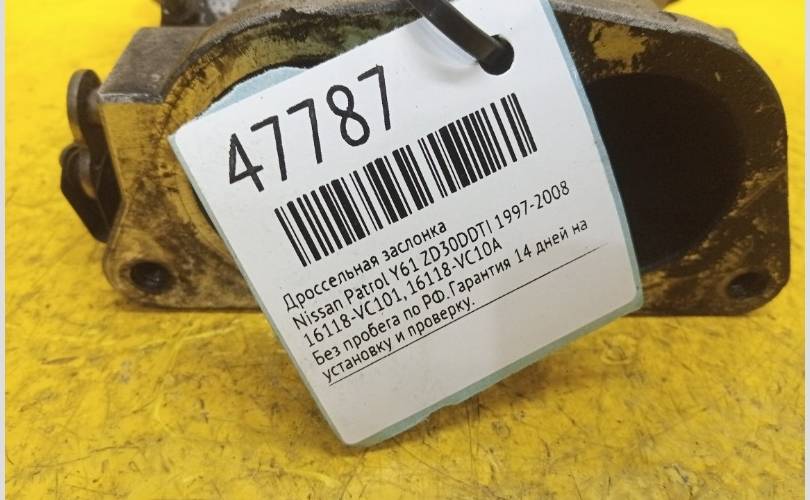 47787
Дроссельная заслонка
Nissan Patrol Y61 ZD30DDTI 1997-2008
16118-VC101, 16118-VC10A
Без пробега по РФ.Гарантия 14 дней на
установку и проверку.